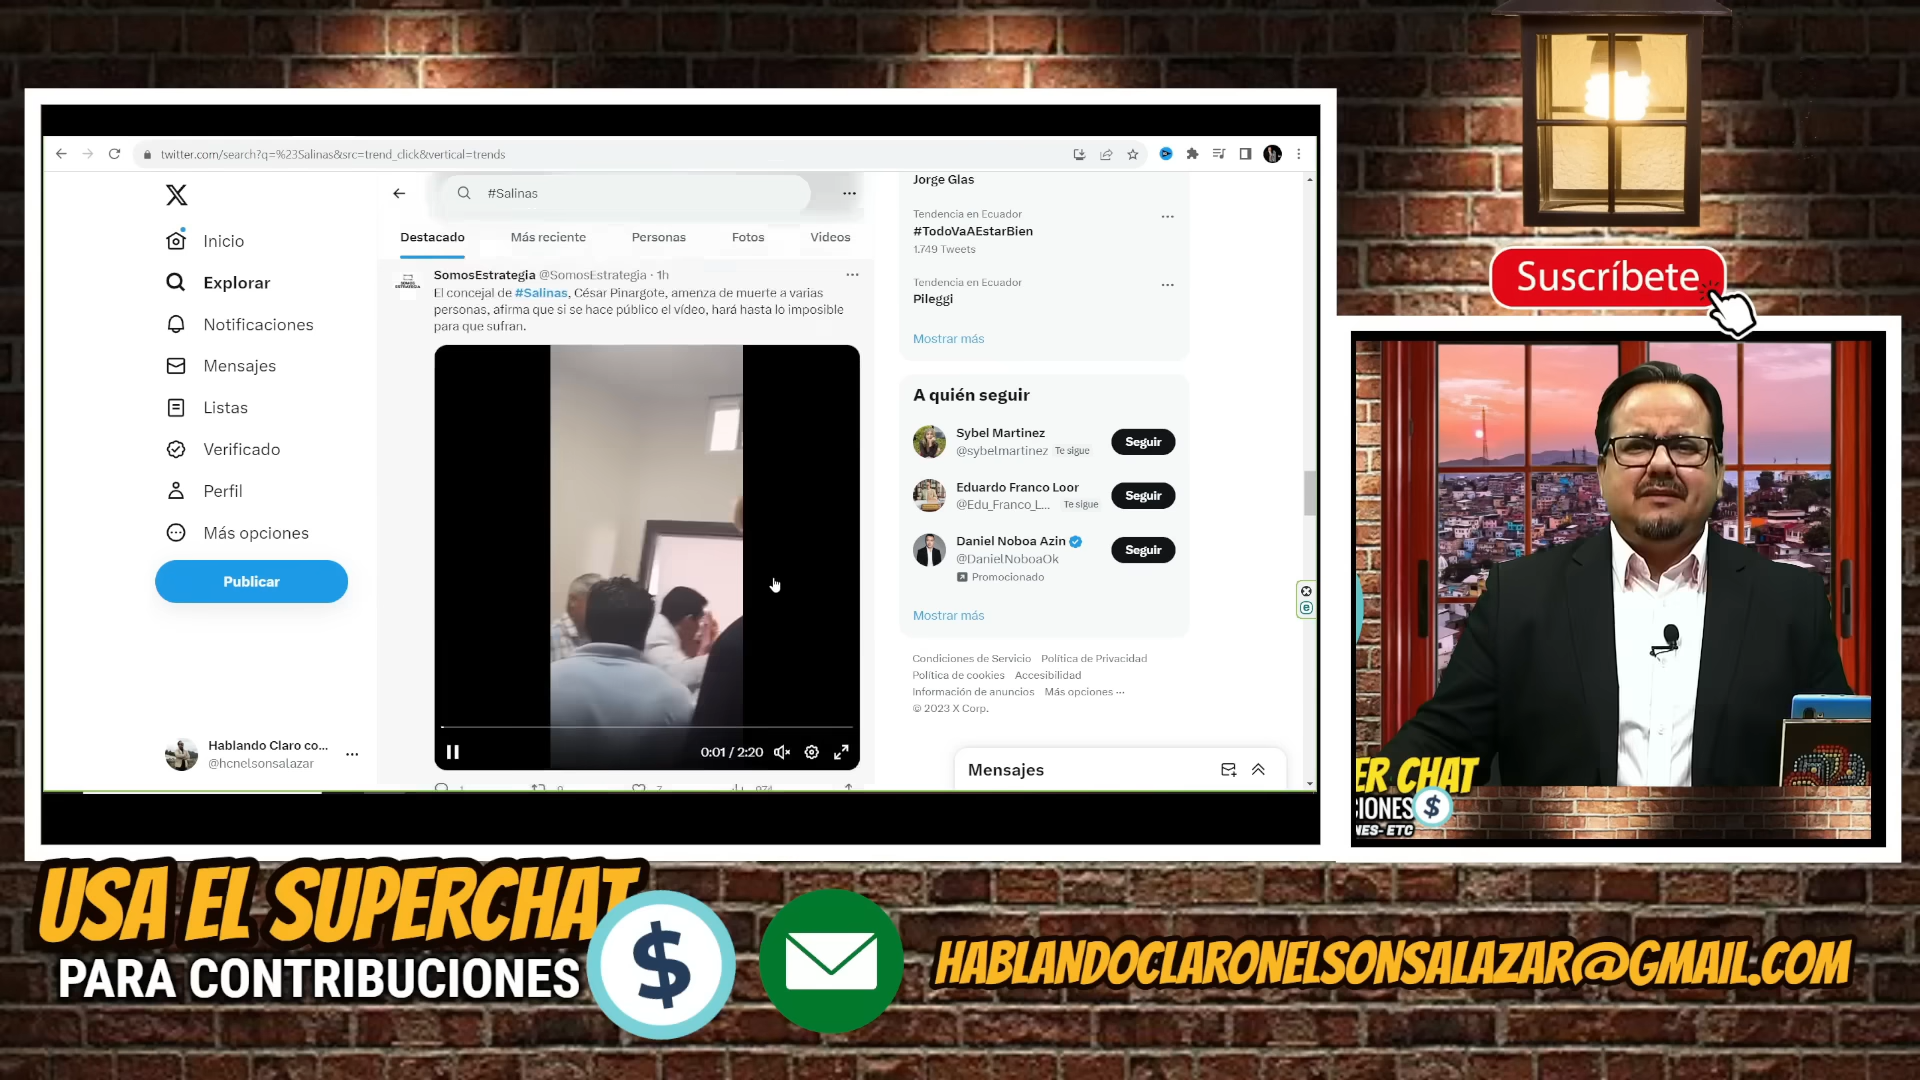 twitter.com/search?q=%23Salinas&src=trend_click&vertical=trends
#Salinas
Inicio
Explorar
Notificaciones
Mensajes
Listas
Verificado
Perfil
Más opciones
Publicar
Hablando Claro co...
@hcnelsonsalazar
Destacado
Más reciente
Personas
Fotos
Videos
SomosEstrategia @SomosEstrategia · 1h
El concejal de #Salinas, César Pinargote, amenza de muerte a varias
personas, afirma que si se hace público el vídeo, hará hasta lo imposible
para que sufran.
0:01 / 2:20
Jorge Glas
Tendencia en Ecuador
#TodoVaAEstarBien
1.749 Tweets
Tendencia en Ecuador
Pileggi
Mostrar más
A quién seguir
Sybel Martinez
@sybelmartinez Te sigue
Seguir
Eduardo Franco Loor
@Edu_Franco_L... Te sigue
Seguir
Daniel Noboa Azin
@DanielNoboaOk
Promocionado
Seguir
Mostrar más
Condiciones de Servicio Política de Privacidad
Política de cookies Accesibilidad
Información de anuncios Más opciones ···
© 2023 X Corp.
Mensajes
Suscríbete
ER CHAT
IONES $
NES- ETC
USA EL SUPERCHAT
PARA CONTRIBUCIONES
$
HABLANDOCLARONELSONSALAZAR@GMAIL.COM